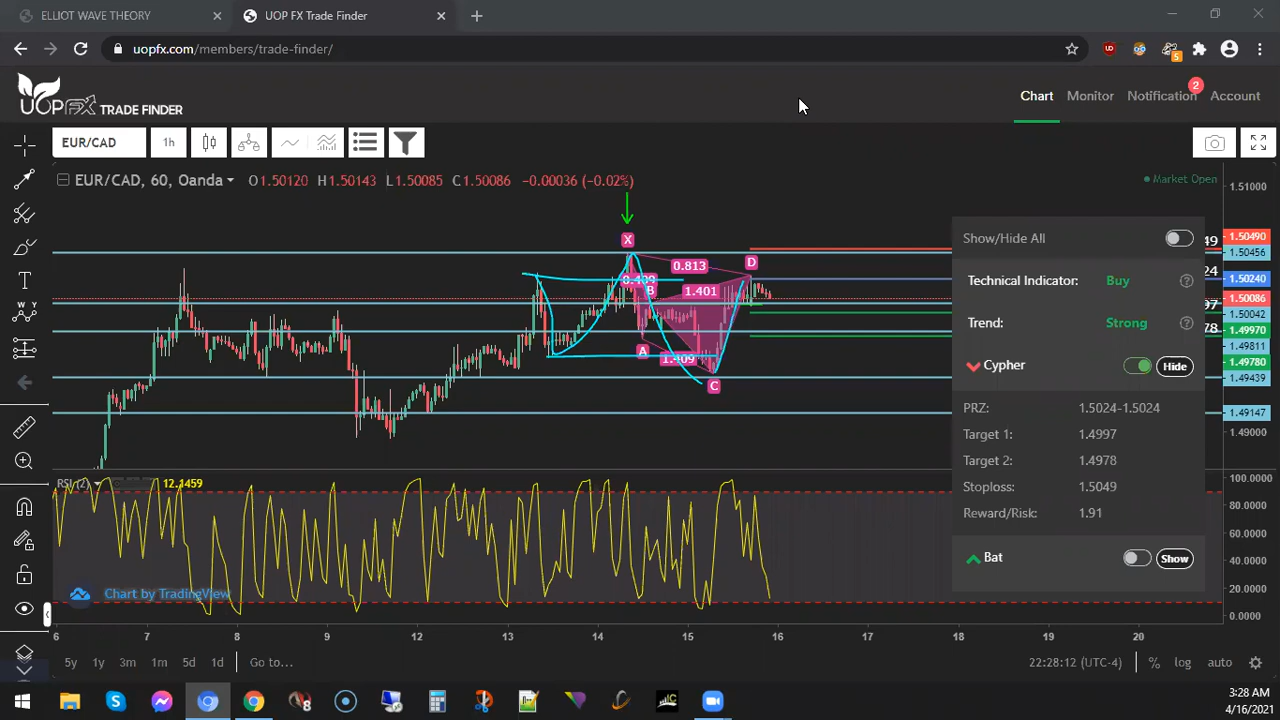 ELLIOT WAVE THEORY
UOP FX Trade Finder
uopfx.com/members/trade-finder/
5
UOPFX TRADE FINDER
Chart
Monitor
Notification
2
Account
EUR/CAD
1h
EUR/CAD, 60, Oanda
O1.50120 H1.50143 L1.50085 C1.50086 -0.00036 (-0.02%)
Market Open
1.51000
X
D
0.813
1.401
B
A
1.409
C
Show/Hide All
Technical Indicator: Buy
Trend: Strong
Cypher
Hide
PRZ: 1.5024-1.5024
Target 1: 1.4997
Target 2: 1.4978
Stoploss: 1.5049
Reward/Risk: 1.91
Bat
Show
1.50490
1.50456
1.50240
1.50086
1.50042
1.49970
1.49811
1.49780
1.49439
1.49147
1.49000
RSI (2)
12.1459
100.0000
80.0000
60.0000
40.0000
20.0000
0.0000
Chart by TradingView
6 7 8 9 12 13 14 15 16 17 18 19 20
5y 1y 3m 1m 5d 1d Go to...
22:28:12 (UTC-4) % log auto
3:28 AM
4/16/2021